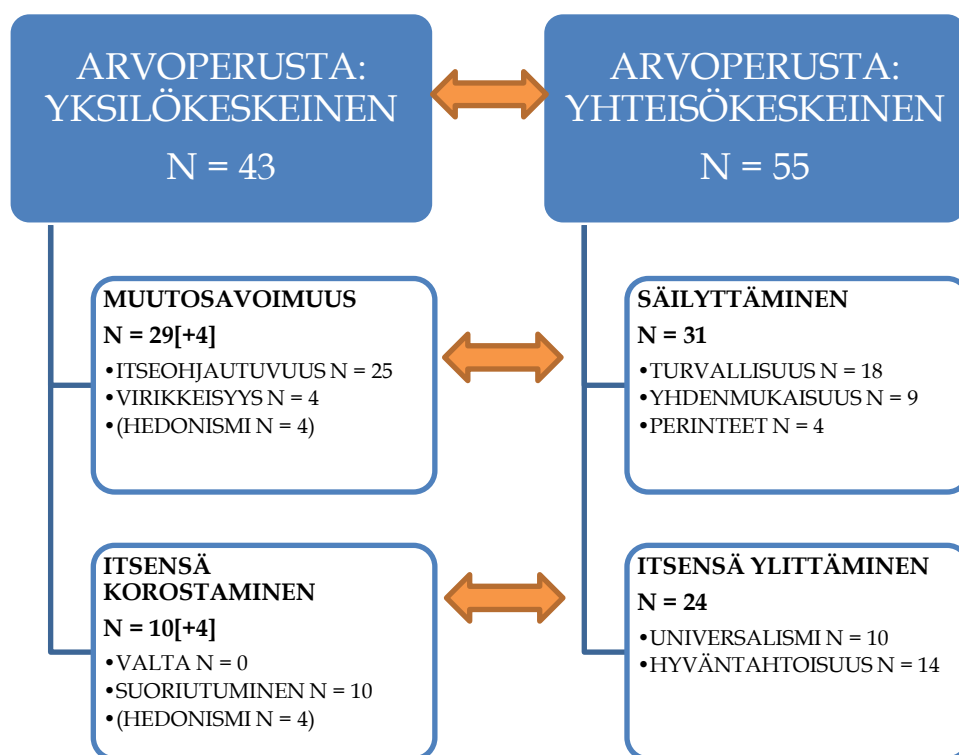 ARVOPERUSTA:
YKSILÖKESKEINEN
N = 43
ARVOPERUSTA:
YHTEISÖKESKEINEN
N = 55
MUUTOSAVOIMUUS
N = 29[+4]
•ITSEOHJAUTUVUUS N = 25
•VIRIKKEISYYS N = 4
•(HEDONISMI N = 4)
SÄILYTTÄMINEN
N = 31
•TURVALLISUUS N = 18
•YHDENMUKAISUUS N = 9
•PERINTEET N = 4
ITSENSÄ
KOROSTAMINEN
N = 10[+4]
•VALTA N = 0
•SUORIUTUMINEN N = 10
•(HEDONISMI N = 4)
ITSENSÄ YLITTÄMINEN
N = 24
•UNIVERSALISMI N = 10
•HYVÄNTAHTOISUUS N = 14